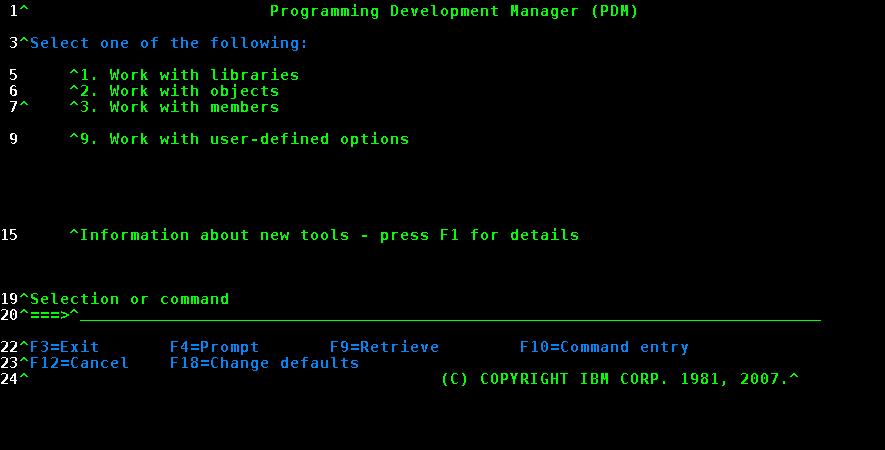 1^ Programming Development Manager (PDM)
3^Select one of the following:
5 ^1. Work with libraries
6 ^2. Work with objects
7^ ^3. Work with members
9 ^9. Work with user-defined options
15 ^Information about new tools - press F1 for details
19^Selection or command
20^===>^__________________________________________________________________________
22^F3=Exit F4=Prompt F9=Retrieve F10=Command entry
23^F12=Cancel F18=Change defaults
24^ (C) COPYRIGHT IBM CORP. 1981, 2007.^